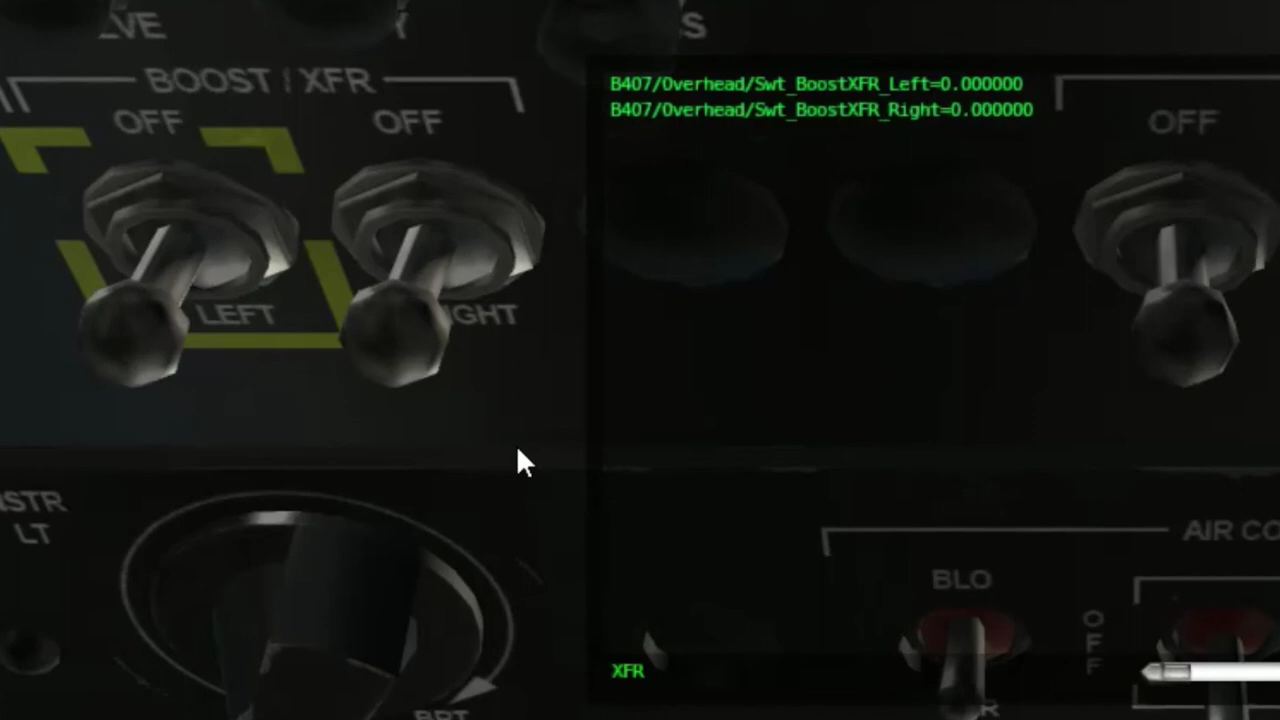 S
BOOST / XFR
OFF
OFF
LEFT
B407/Overhead/Swt_BoostXFR_Left=0.000000
B407/Overhead/Swt_BoostXFR_Right=0.000000
OFF
LT
AIR CO
BLO
OFF
XFR